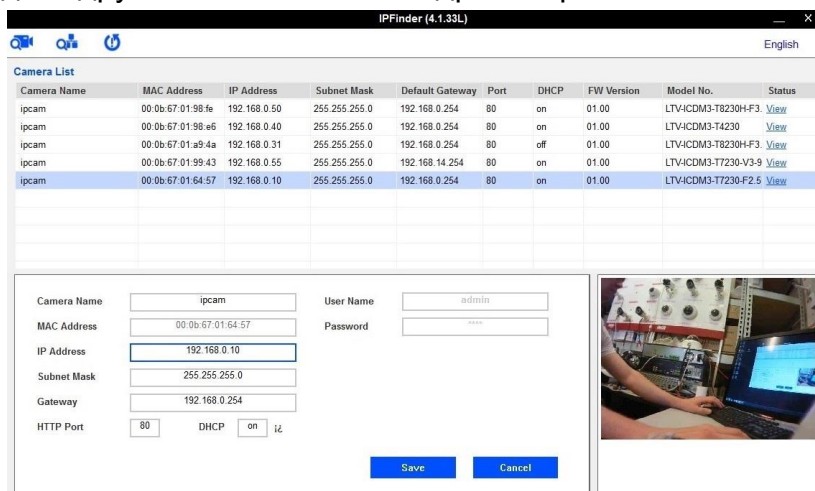 IPFinder (4.1.33L)
English
Camera List
Camera Name MAC Address IP Address Subnet Mask Default Gateway Port DHCP FW Version Model No. Status
ipcam 00:0b:67:01:98:fe 192.168.0.50 255.255.255.0 192.168.0.254 80 on 01.00 LTV-ICDM3-T8230H-F3. View
ipcam 00:0b:67:01:98:e6 192.168.0.40 255.255.255.0 192.168.0.254 80 on 01.00 LTV-ICDM3-T4230 View
ipcam 00:0b:67:01:a9:4a 192.168.0.31 255.255.255.0 192.168.0.254 80 off 01.00 LTV-ICDM3-T8230H-F3. View
ipcam 00:0b:67:01:99:43 192.168.0.55 255.255.255.0 192.168.14.254 80 on 01.00 LTV-ICDM3-T7230-V3-9 View
ipcam 00:0b:67:01:64:57 192.168.0.10 255.255.255.0 192.168.0.254 80 on 01.00 LTV-ICDM3-T7230-F2.5 View
Camera Name ipcam User Name admin
MAC Address 00:0b:67:01:64:57 Password ****
IP Address 192.168.0.10
Subnet Mask 255.255.255.0
Gateway 192.168.0.254
HTTP Port 80 DHCP on ¡¿
Save Cancel